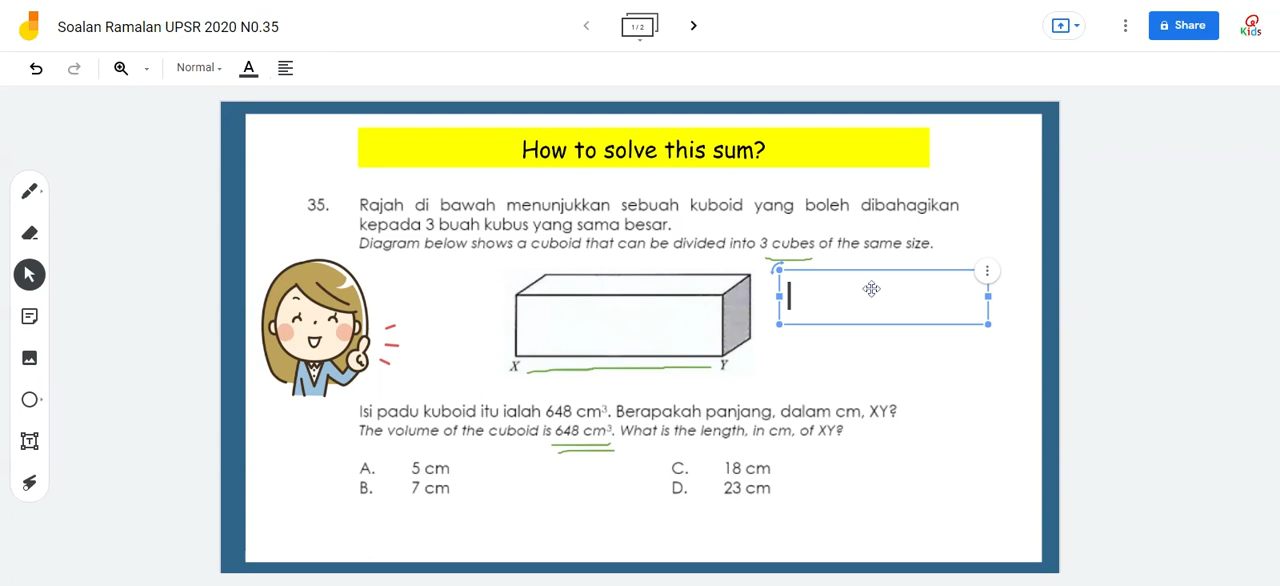 Soalan Ramalan UPSR 2020 N0.35
1/2
Share
Kids
Normal
A
How to solve this sum?
35. Rajah di bawah menunjukkan sebuah kuboid yang boleh dibahagikan
kepada 3 buah kubus yang sama besar.
Diagram below shows a cuboid that can be divided into 3 cubes of the same size.
X Y
Isi padu kuboid itu ialah 648 cm³. Berapakah panjang, dalam cm, XY?
The volume of the cuboid is 648 cm³. What is the length, in cm, of XY?
A. 5 cm C. 18 cm
B. 7 cm D. 23 cm
T